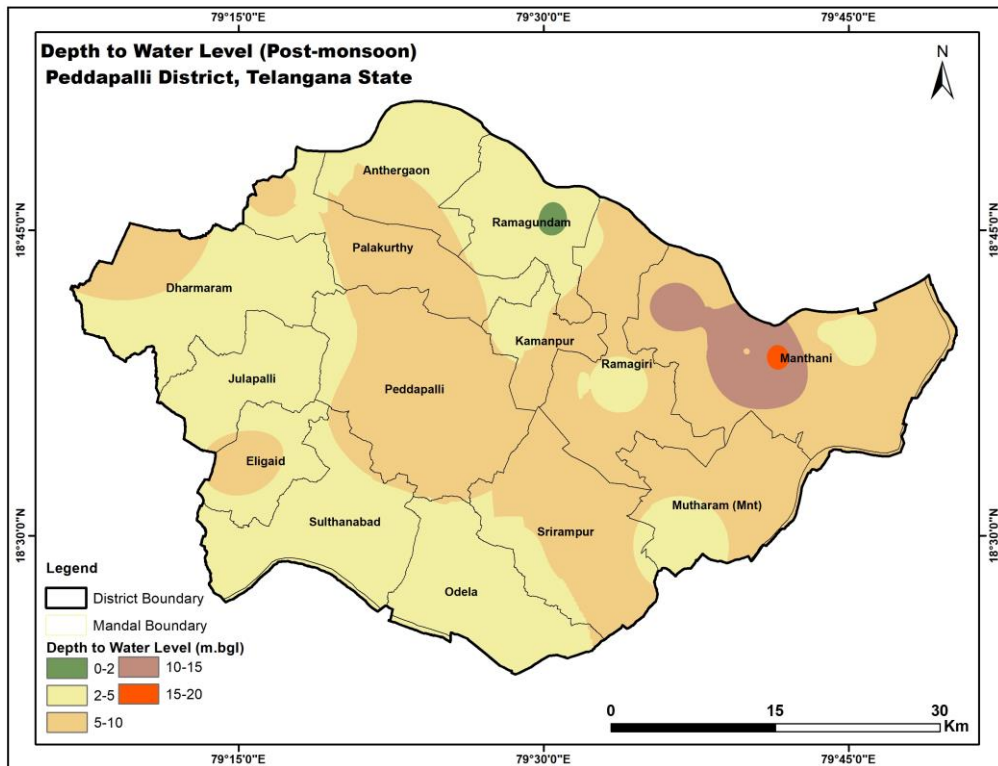 79°15'0"E 79°30'0"E 79°45'0"E
Depth to Water Level (Post-monsoon)
Peddapalli District, Telangana State
N
Anthergaon
Ramagundam
18°45'0"N 18°45'0"N
Palakurthy
Dharmaram
Kamanpur
Manthani
Ramagiri
Julapalli
Peddapalli
Eligaid
Mutharam (Mnt)
Sulthanabad
Srirampur
18°30'0"N 18°30'0"N
Odela
Legend
District Boundary
Mandal Boundary
Depth to Water Level (m.bgl)
0-2 10-15
2-5 15-20
5-10
0 15 30
Km
79°15'0"E 79°30'0"E 79°45'0"E